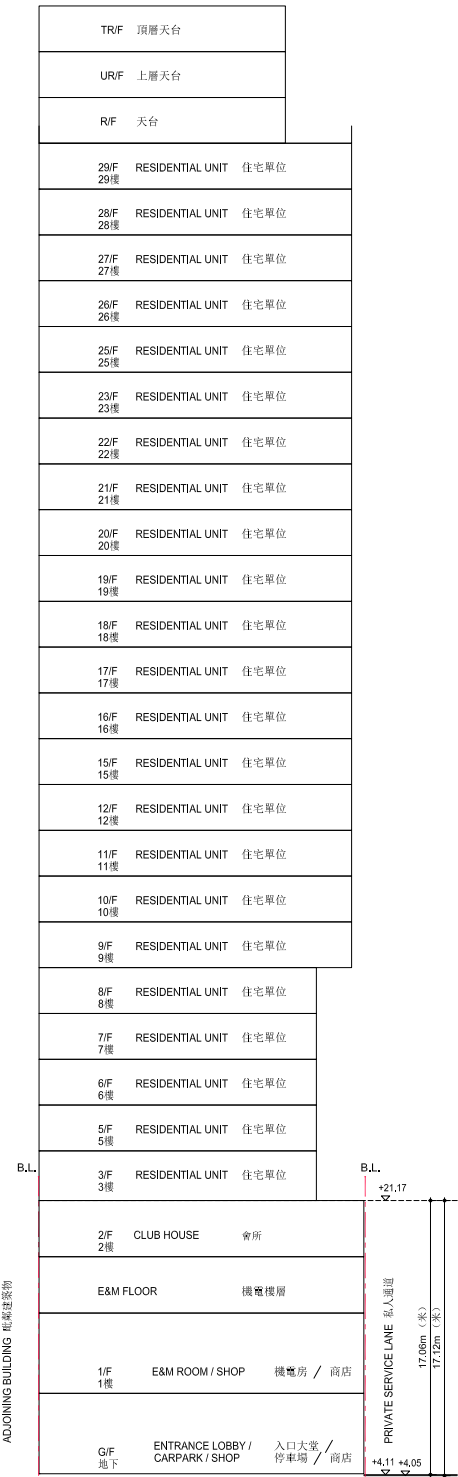 TR/F 頂層天台
UR/F 上層天台
R/F 天台
29/F RESIDENTIAL UNIT 住宅單位
29樓
28/F RESIDENTIAL UNIT 住宅單位
28樓
27/F RESIDENTIAL UNIT 住宅單位
27樓
26/F RESIDENTIAL UNIT 住宅單位
26樓
25/F RESIDENTIAL UNIT 住宅單位
25樓
23/F RESIDENTIAL UNIT 住宅單位
23樓
22/F RESIDENTIAL UNIT 住宅單位
22樓
21/F RESIDENTIAL UNIT 住宅單位
21樓
20/F RESIDENTIAL UNIT 住宅單位
20樓
19/F RESIDENTIAL UNIT 住宅單位
19樓
18/F RESIDENTIAL UNIT 住宅單位
18樓
17/F RESIDENTIAL UNIT 住宅單位
17樓
16/F RESIDENTIAL UNIT 住宅單位
16樓
15/F RESIDENTIAL UNIT 住宅單位
15樓
12/F RESIDENTIAL UNIT 住宅單位
12樓
11/F RESIDENTIAL UNIT 住宅單位
11樓
10/F RESIDENTIAL UNIT 住宅單位
10樓
9/F RESIDENTIAL UNIT 住宅單位
9樓
8/F RESIDENTIAL UNIT 住宅單位
8樓
7/F RESIDENTIAL UNIT 住宅單位
7樓
6/F RESIDENTIAL UNIT 住宅單位
6樓
5/F RESIDENTIAL UNIT 住宅單位
5樓
B.L. B.L.
3/F RESIDENTIAL UNIT 住宅單位
3樓
+21.17
2/F CLUB HOUSE 會所
2樓
E&M FLOOR 機電樓層
1/F E&M ROOM / SHOP 機電房 / 商店
1樓
G/F ENTRANCE LOBBY / 入口大堂 /
地下 CARPARK / SHOP 停車場 / 商店
+4.11 +4.05
ADJOINING BUILDING 毗鄰建築物
PRIVATE SERVICE LANE 私人通道
17.06m (米)
17.12m (米)